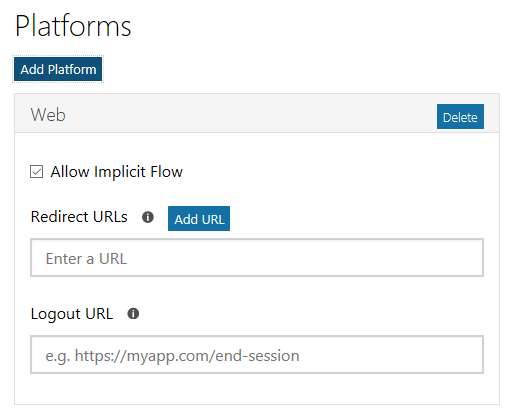 Platforms
Add Platform
Web Delete
Allow Implicit Flow
Redirect URLs Add URL
Enter a URL
Logout URL
e.g. https://myapp.com/end-session